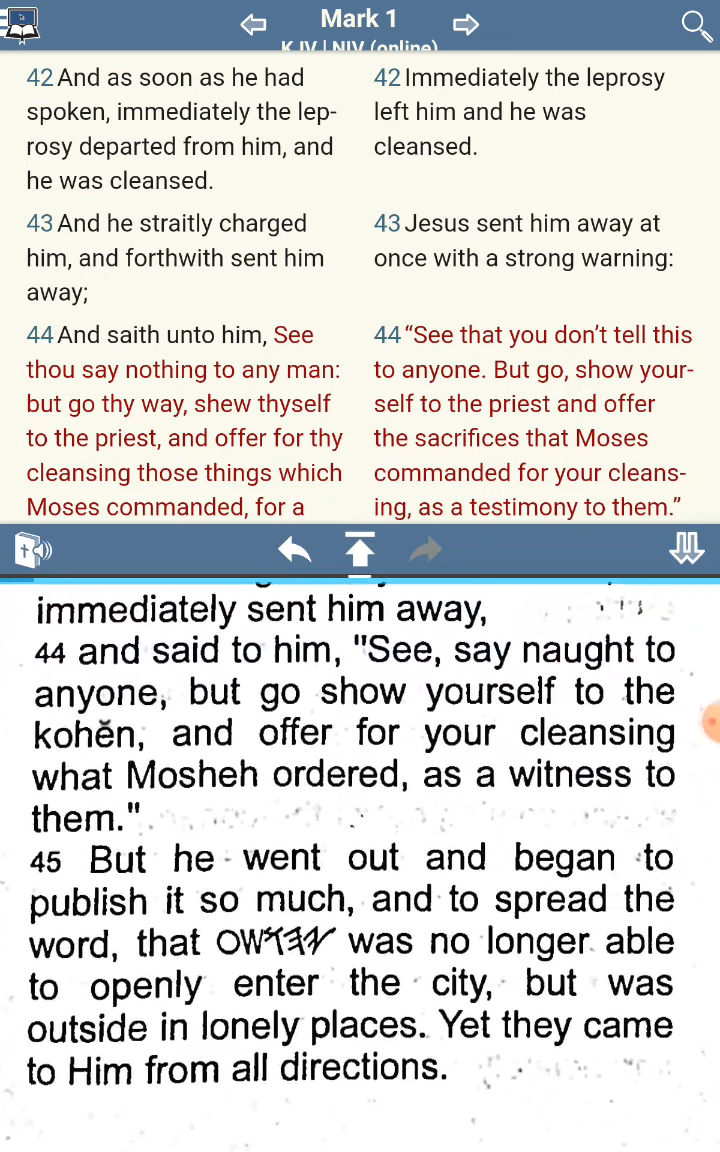 Mark 1
KJV | NIV (online)
42 And as soon as he had
spoken, immediately the lep-
rosy departed from him, and
he was cleansed.
43 And he straitly charged
him, and forthwith sent him
away;
44 And saith unto him, See
thou say nothing to any man:
but go thy way, shew thyself
to the priest, and offer for thy
cleansing those things which
Moses commanded, for a
42 Immediately the leprosy
left him and he was
cleansed.
43 Jesus sent him away at
once with a strong warning:
44 “See that you don’t tell this
to anyone. But go, show your-
self to the priest and offer
the sacrifices that Moses
commanded for your cleans-
ing, as a testimony to them.”
immediately sent him away,
44 and said to him, "See, say naught to
anyone, but go show yourself to the
kohĕn, and offer for your cleansing
what Mosheh ordered, as a witness to
them."
45 But he went out and began to
publish it so much, and to spread the
word, that 𐤉𐤄𐤅𐤔𐤏 was no longer able
to openly enter the city, but was
outside in lonely places. Yet they came
to Him from all directions.